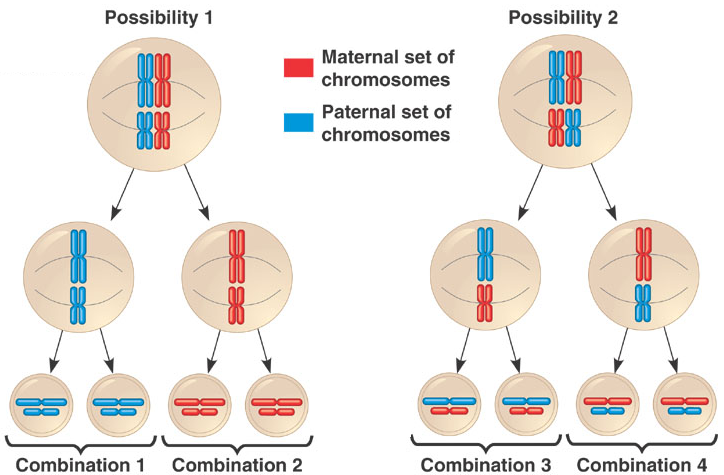 Possibility 1
Possibility 2
Maternal set of
chromosomes
Paternal set of
chromosomes
Combination 1
Combination 2
Combination 3
Combination 4